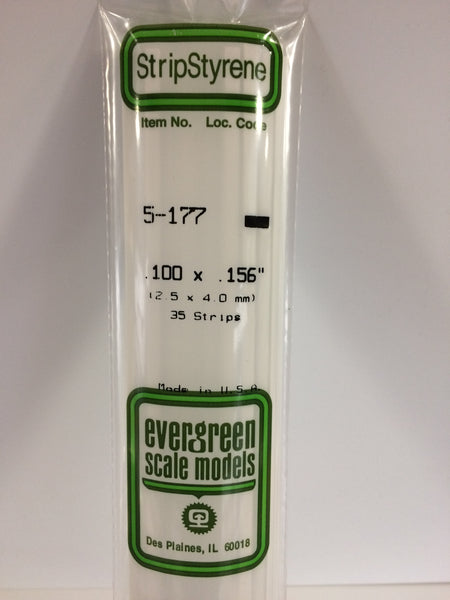 StripStyrene
Item No. Loc. Code
5-177
.100 x .156"
(2.5 x 4.0 mm)
35 Strips
Made in U.S.A.
evergreen
scale models
Des Plaines, IL 60018